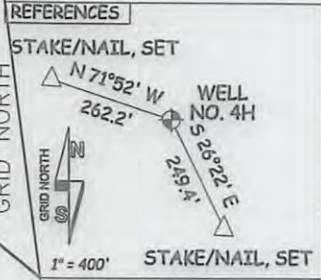 REFERENCES
STAKE/NAIL, SET
N 71°52' W
262.2'
WELL
NO. 4H
S 26°22' E
249.4'
GRID NORTH
GRID NORTH
N
S
1" = 400'
STAKE/NAIL, SET